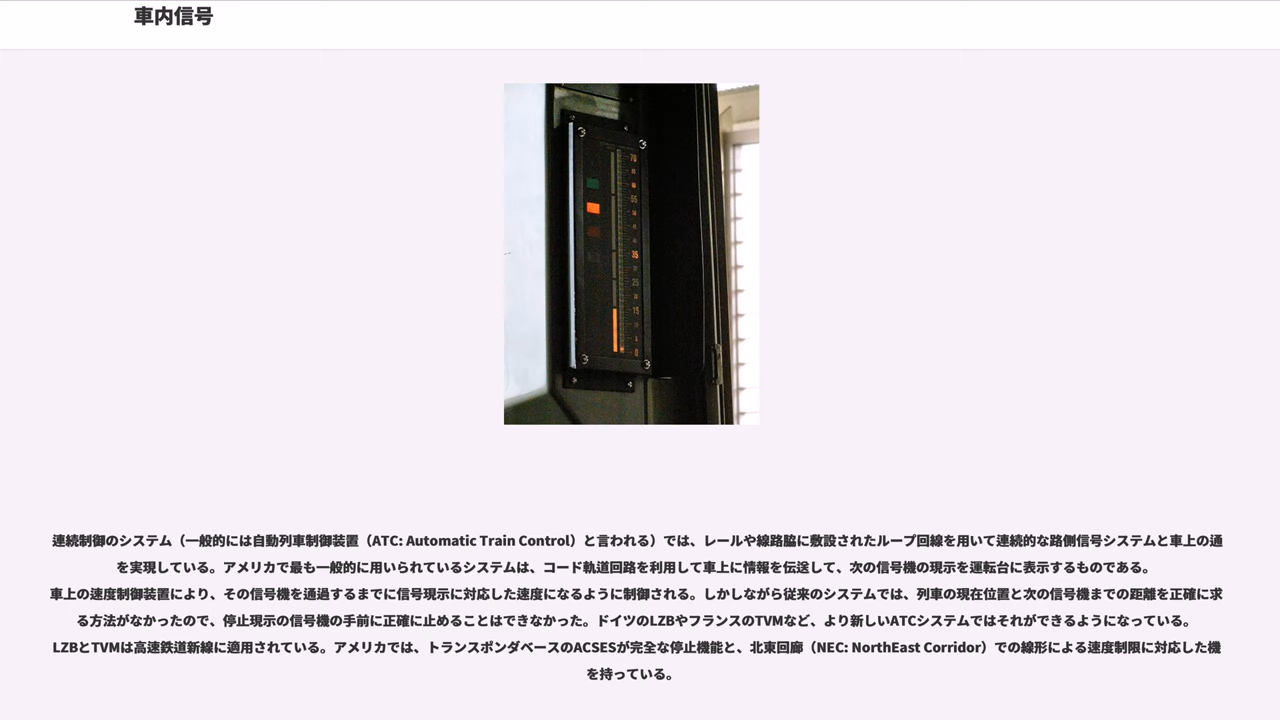 車内信号
70
55
35
25
15
0
連続制御のシステム（一般的には自動列車制御装置（ATC: Automatic Train Control）と言われる）では、レールや線路脇に敷設されたループ回線を用いて連続的な路側信号システムと車上の通
を実現している。アメリカで最も一般的に用いられているシステムは、コード軌道回路を利用して車上に情報を伝送して、次の信号機の現示を運転台に表示するものである。
車上の速度制御装置により、その信号機を通過するまでに信号現示に対応した速度になるように制御される。しかしながら従来のシステムでは、列車の現在位置と次の信号機までの距離を正確に求
る方法がなかったので、停止現示の信号機の手前に正確に止めることはできなかった。ドイツのLZBやフランスのTVMなど、より新しいATCシステムではそれができるようになっている。
LZBとTVMは高速鉄道新線に適用されている。アメリカでは、トランスポンダベースのACSESが完全な停止機能と、北東回廊（NEC: NorthEast Corridor）での線形による速度制限に対応した機
を持っている。